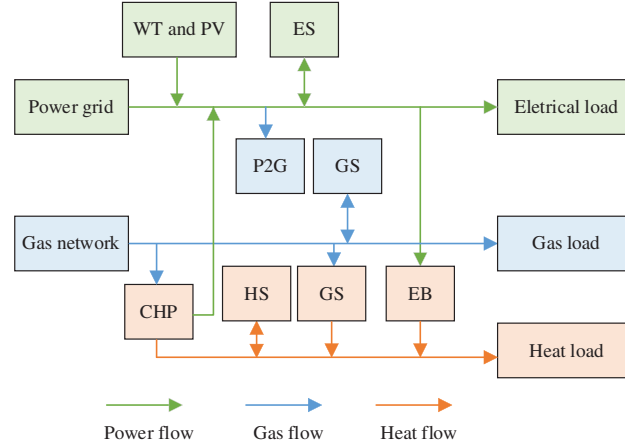 WT and PV
ES
Power grid
Eletrical load
P2G
GS
Gas network
Gas load
CHP
HS
GS
EB
Heat load
Power flow
Gas flow
Heat flow